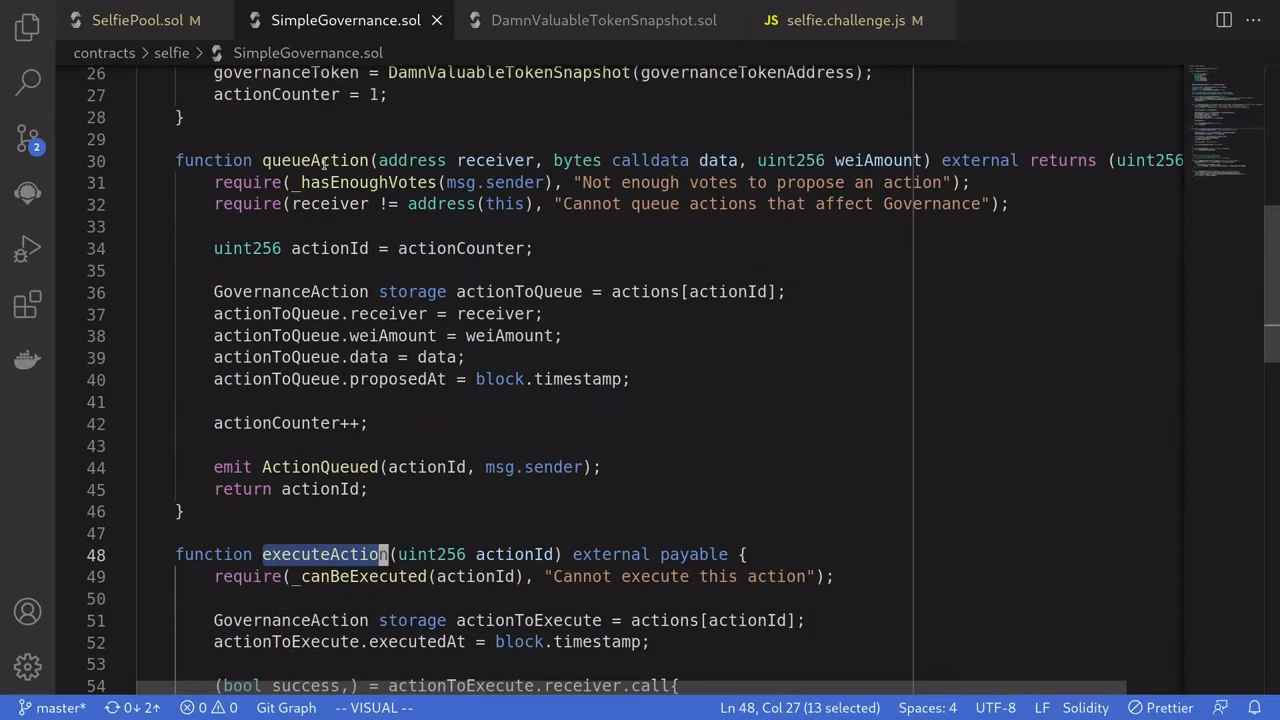 SelfiePool.sol M SimpleGovernance.sol DamnValuableTokenSnapshot.sol JS selfie.challenge.js M
contracts > selfie > SimpleGovernance.sol
26 governanceToken = DamnValuableTokenSnapshot(governanceTokenAddress);
27 actionCounter = 1;
28 }
29
30 function queueAction(address receiver, bytes calldata data, uint256 weiAmount) external returns (uint256
31 require(_hasEnoughVotes(msg.sender), "Not enough votes to propose an action");
32 require(receiver != address(this), "Cannot queue actions that affect Governance");
33
34 uint256 actionId = actionCounter;
35
36 GovernanceAction storage actionToQueue = actions[actionId];
37 actionToQueue.receiver = receiver;
38 actionToQueue.weiAmount = weiAmount;
39 actionToQueue.data = data;
40 actionToQueue.proposedAt = block.timestamp;
41
42 actionCounter++;
43
44 emit ActionQueued(actionId, msg.sender);
45 return actionId;
46 }
47
48 function executeAction(uint256 actionId) external payable {
49 require(_canBeExecuted(actionId), "Cannot execute this action");
50
51 GovernanceAction storage actionToExecute = actions[actionId];
52 actionToExecute.executedAt = block.timestamp;
53
54 (bool success,) = actionToExecute.receiver.call{
2
master* 0↓ 2↑ 0 0 Git Graph -- VISUAL -- Ln 48, Col 27 (13 selected) Spaces: 4 UTF-8 LF Solidity Prettier